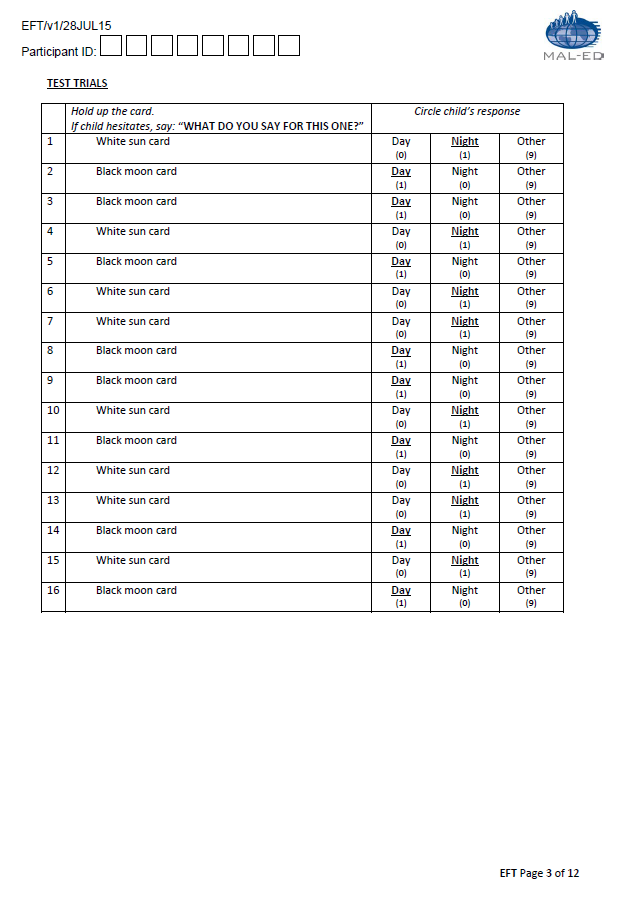 EFT/v1/28JUL15
Participant ID:
MAL-ED
TEST TRIALS
Hold up the card.
If child hesitates, say: “WHAT DO YOU SAY FOR THIS ONE?”
Circle child’s response
1 White sun card Day Night Other
(0) (1) (9)
2 Black moon card Day Night Other
(1) (0) (9)
3 Black moon card Day Night Other
(1) (0) (9)
4 White sun card Day Night Other
(0) (1) (9)
5 Black moon card Day Night Other
(1) (0) (9)
6 White sun card Day Night Other
(0) (1) (9)
7 White sun card Day Night Other
(0) (1) (9)
8 Black moon card Day Night Other
(1) (0) (9)
9 Black moon card Day Night Other
(1) (0) (9)
10 White sun card Day Night Other
(0) (1) (9)
11 Black moon card Day Night Other
(1) (0) (9)
12 White sun card Day Night Other
(0) (1) (9)
13 White sun card Day Night Other
(0) (1) (9)
14 Black moon card Day Night Other
(1) (0) (9)
15 White sun card Day Night Other
(0) (1) (9)
16 Black moon card Day Night Other
(1) (0) (9)
EFT Page 3 of 12